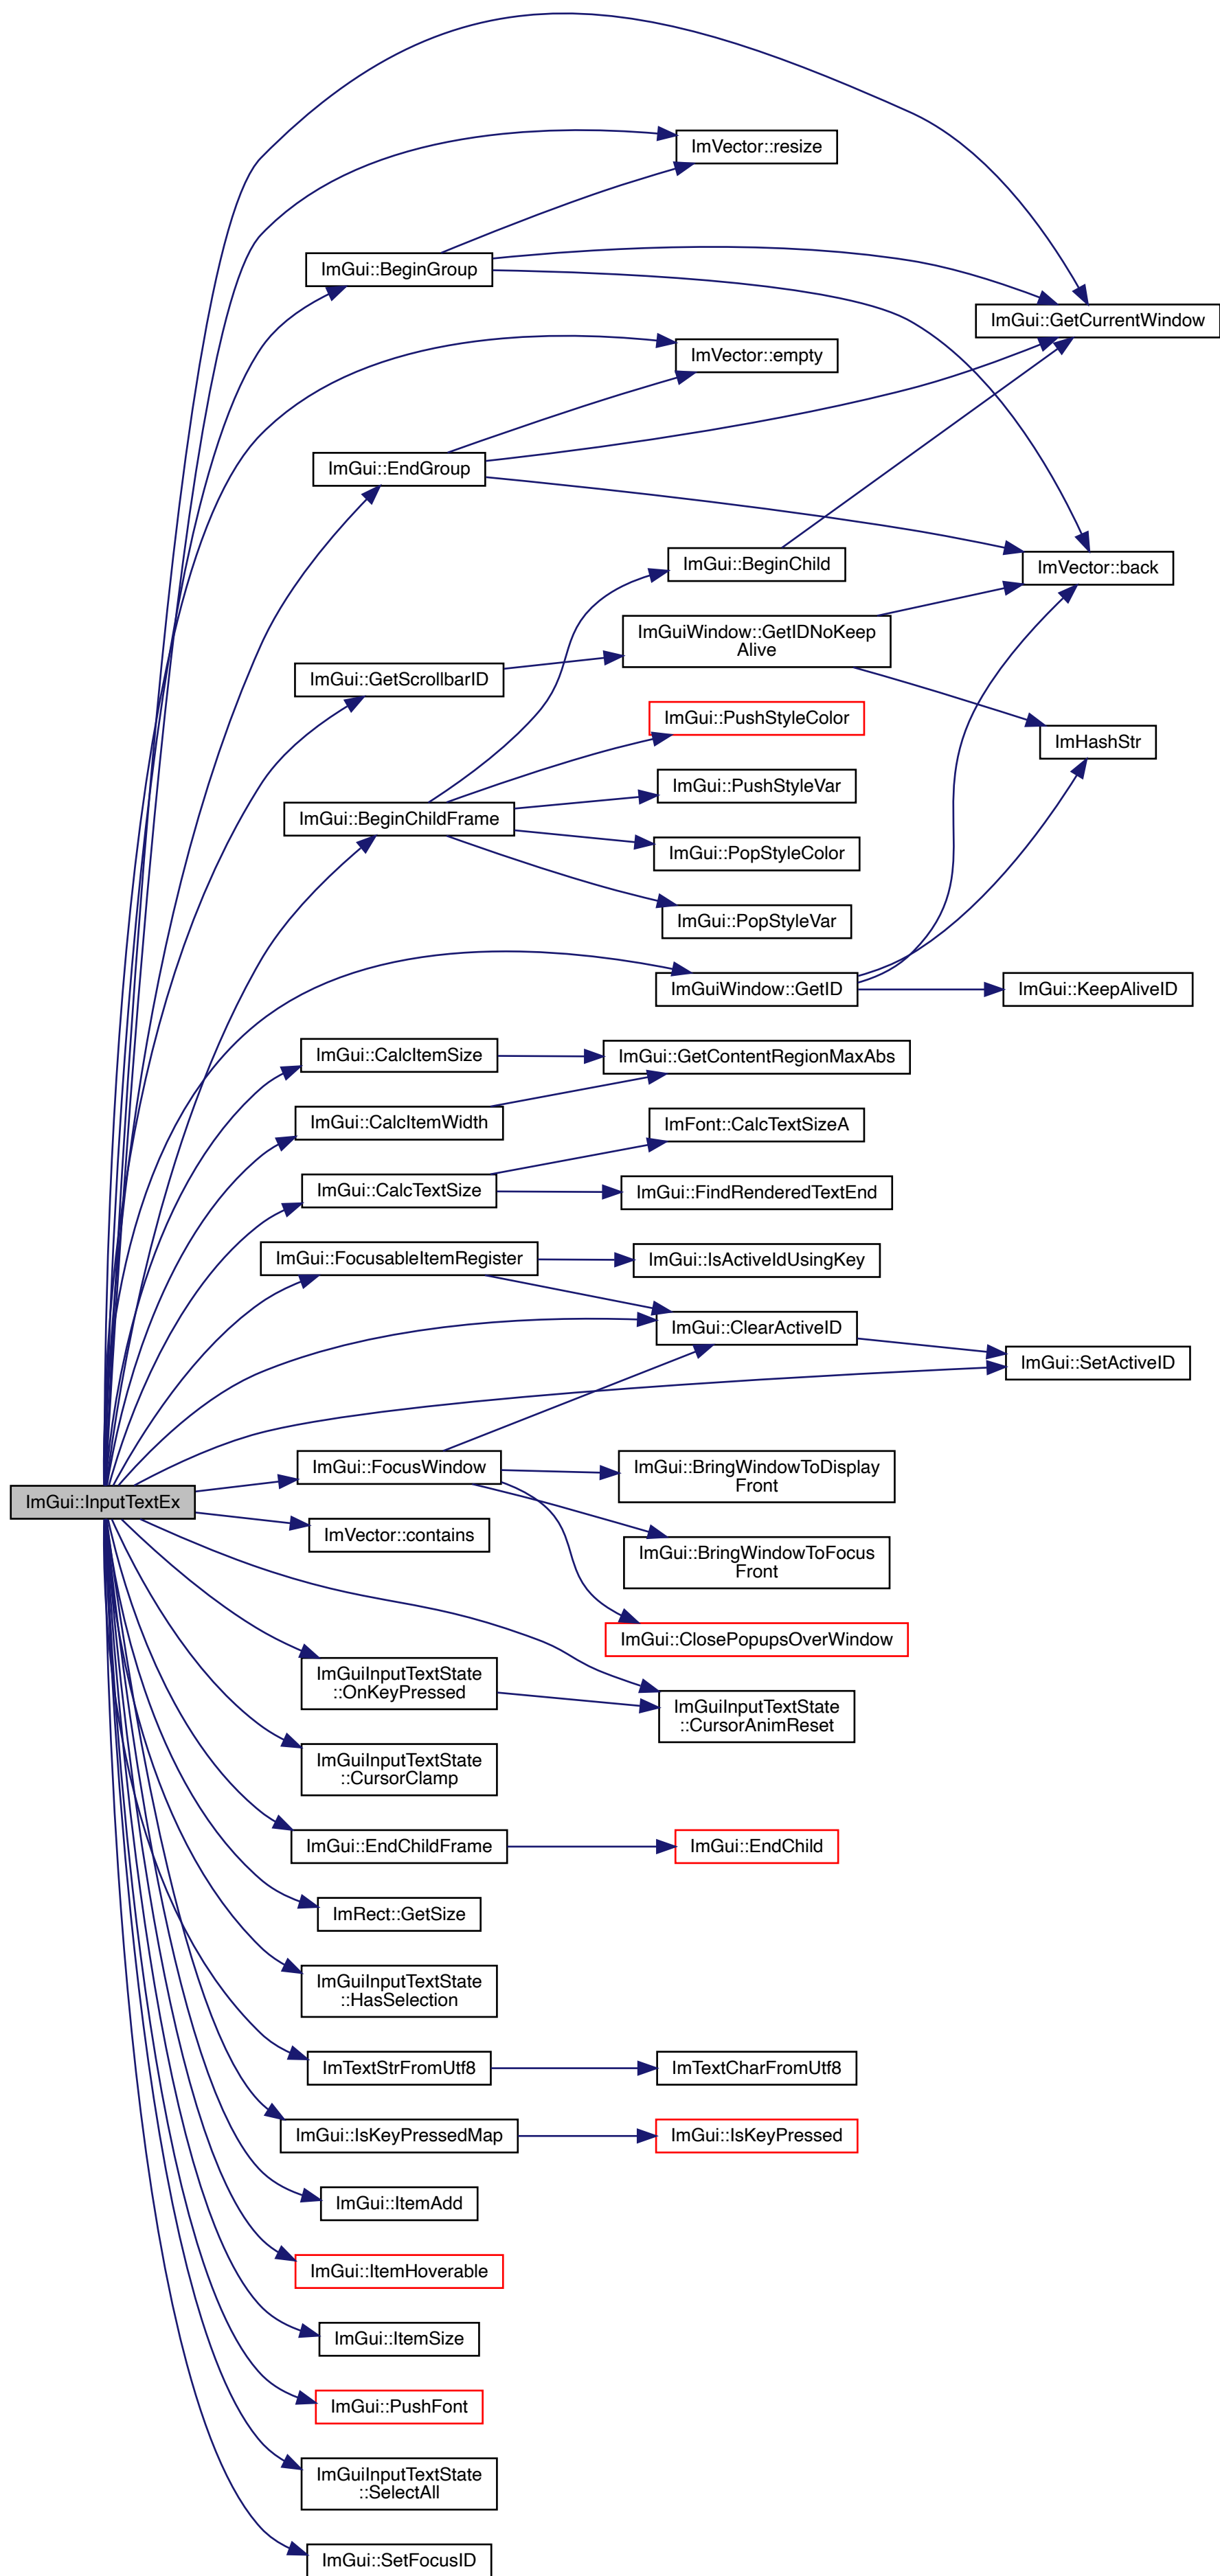 ImVector::resize
ImGui::BeginGroup
ImGui::GetCurrentWindow
ImVector::empty
ImGui::EndGroup
ImGui::BeginChild
ImVector::back
ImGuiWindow::GetIDNoKeep
Alive
ImGui::GetScrollbarID
ImGui::PushStyleColor
ImHashStr
ImGui::PushStyleVar
ImGui::BeginChildFrame
ImGui::PopStyleColor
ImGui::PopStyleVar
ImGuiWindow::GetID
ImGui::KeepAliveID
ImGui::CalcItemSize
ImGui::GetContentRegionMaxAbs
ImGui::CalcItemWidth
ImFont::CalcTextSizeA
ImGui::CalcTextSize
ImGui::FindRenderedTextEnd
ImGui::FocusableItemRegister
ImGui::IsActiveIdUsingKey
ImGui::ClearActiveID
ImGui::SetActiveID
ImGui::FocusWindow
ImGui::BringWindowToDisplay
Front
ImGui::InputTextEx
ImVector::contains
ImGui::BringWindowToFocus
Front
ImGui::ClosePopupsOverWindow
ImGuiInputTextState
::OnKeyPressed
ImGuiInputTextState
::CursorAnimReset
ImGuiInputTextState
::CursorClamp
ImGui::EndChildFrame
ImGui::EndChild
ImRect::GetSize
ImGuiInputTextState
::HasSelection
ImTextStrFromUtf8
ImTextCharFromUtf8
ImGui::IsKeyPressedMap
ImGui::IsKeyPressed
ImGui::ItemAdd
ImGui::ItemHoverable
ImGui::ItemSize
ImGui::PushFont
ImGuiInputTextState
::SelectAll
ImGui::SetFocusID